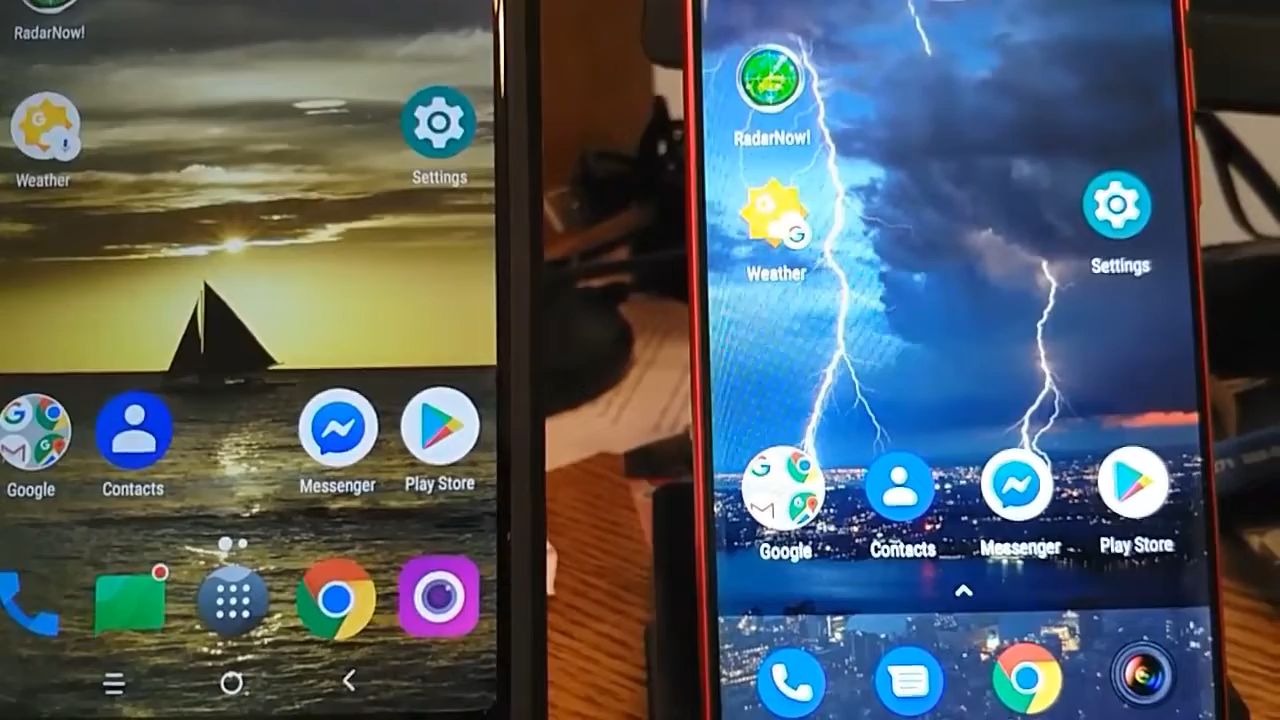 RadarNow!
Weather
Settings
Google
Contacts
Messenger
Play Store
RadarNow!
Weather
Settings
Google
Contacts
Messenger
Play Store